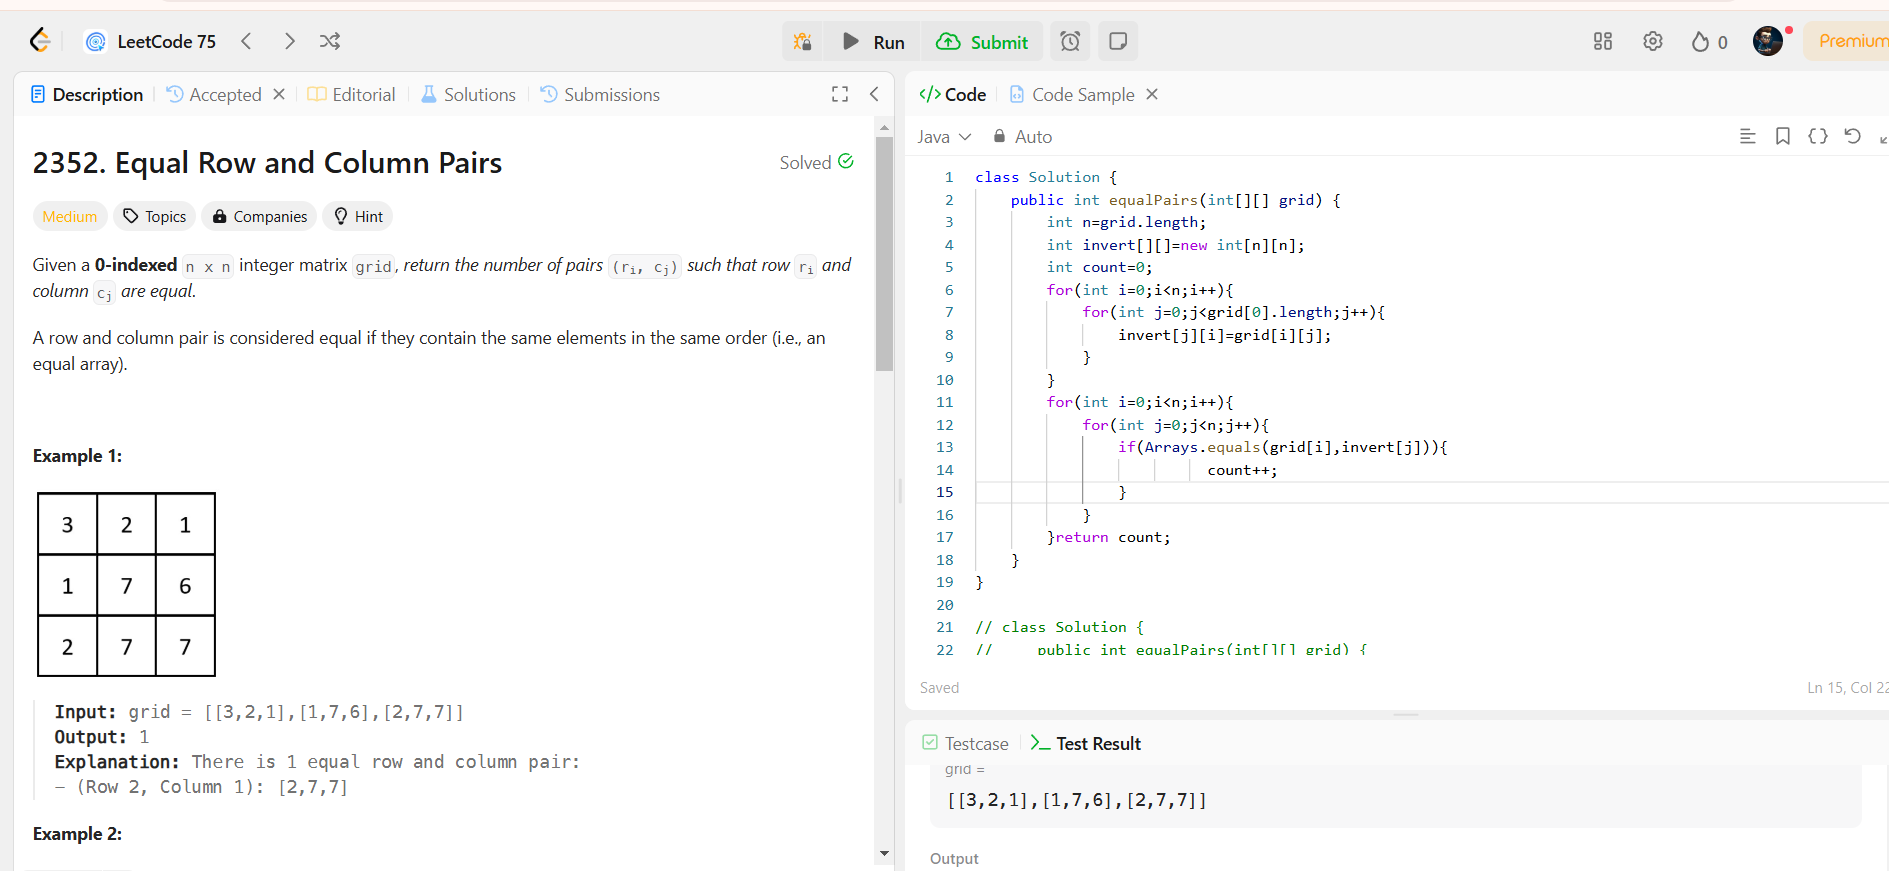 LeetCode 75
Run
Submit
0
Premium
Description
Accepted
Editorial
Solutions
Submissions
2352. Equal Row and Column Pairs
Solved
Medium
Topics
Companies
Hint
Given a 0-indexed n x n integer matrix grid, return the number of pairs (ri, cj) such that row ri and
column cj are equal.
A row and column pair is considered equal if they contain the same elements in the same order (i.e., an
equal array).
Example 1:
3 2 1
1 7 6
2 7 7
Input: grid = [[3,2,1],[1,7,6],[2,7,7]]
Output: 1
Explanation: There is 1 equal row and column pair:
- (Row 2, Column 1): [2,7,7]
Example 2:
</> Code
Code Sample
Java
Auto
1 class Solution {
2 public int equalPairs(int[][] grid) {
3 int n=grid.length;
4 int invert[][]=new int[n][n];
5 int count=0;
6 for(int i=0;i<n;i++){
7 for(int j=0;j<grid[0].length;j++){
8 invert[j][i]=grid[i][j];
9 }
10 }
11 for(int i=0;i<n;i++){
12 for(int j=0;j<n;j++){
13 if(Arrays.equals(grid[i],invert[j])){
14 count++;
15 }
16 }
17 }return count;
18 }
19 }
20
21 // class Solution {
22 // public int equalPairs(int[][] grid) {
Saved
Ln 15, Col 22
Testcase
Test Result
grid =
[[3,2,1],[1,7,6],[2,7,7]]
Output